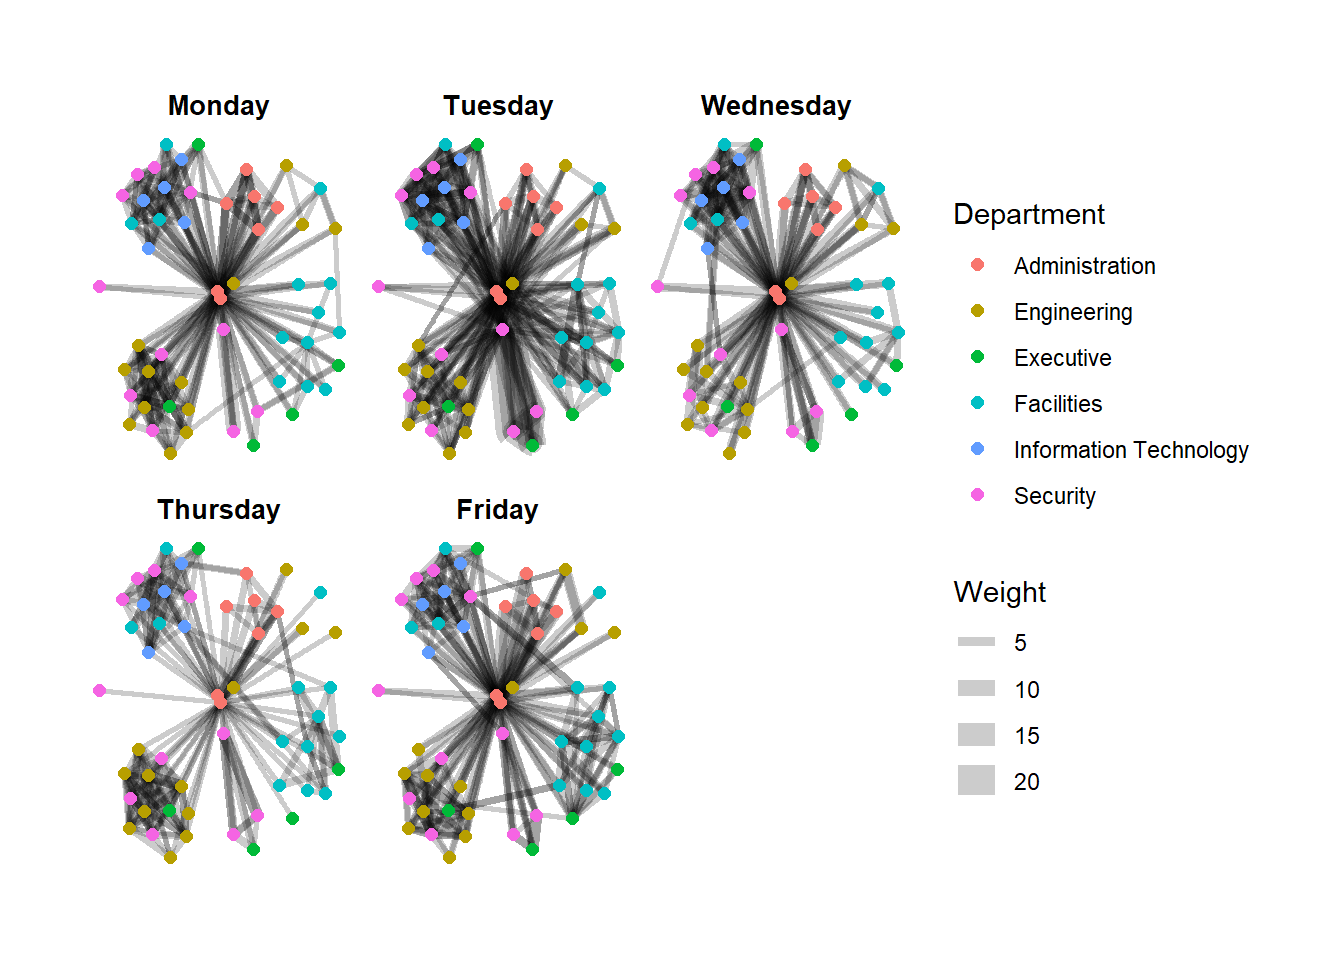 Monday
Tuesday
Wednesday
Thursday
Friday
Department
Administration
Engineering
Executive
Facilities
Information Technology
Security
Weight
5
10
15
20